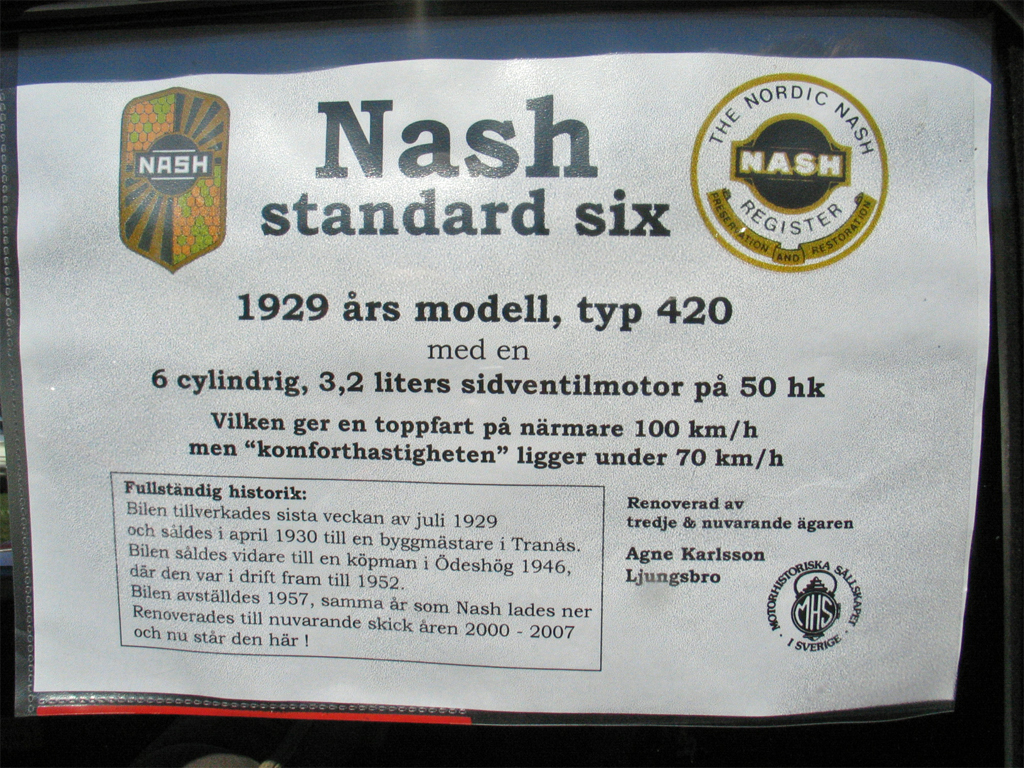 NASH
Nash
standard six
THE NORDIC NASH
NASH
REGISTER
PRESERVATION AND RESTORATION
1929 års modell, typ 420
med en
6 cylindrig, 3,2 liters sidventilmotor på 50 hk
Vilken ger en toppfart på närmare 100 km/h
men “komforthastigheten” ligger under 70 km/h
Fullständig historik:
Bilen tillverkades sista veckan av juli 1929
och såldes i april 1930 till en byggmästare i Tranås.
Bilen såldes vidare till en köpman i Ödeshög 1946,
där den var i drift fram till 1952.
Bilen avställdes 1957, samma år som Nash lades ner
Renoverades till nuvarande skick åren 2000 - 2007
och nu står den här !
Renoverad av
tredje & nuvarande ägaren
Agne Karlsson
Ljungsbro
MOTORHISTORISKA SÄLLSKAPET
MHS
· I SVERIGE ·